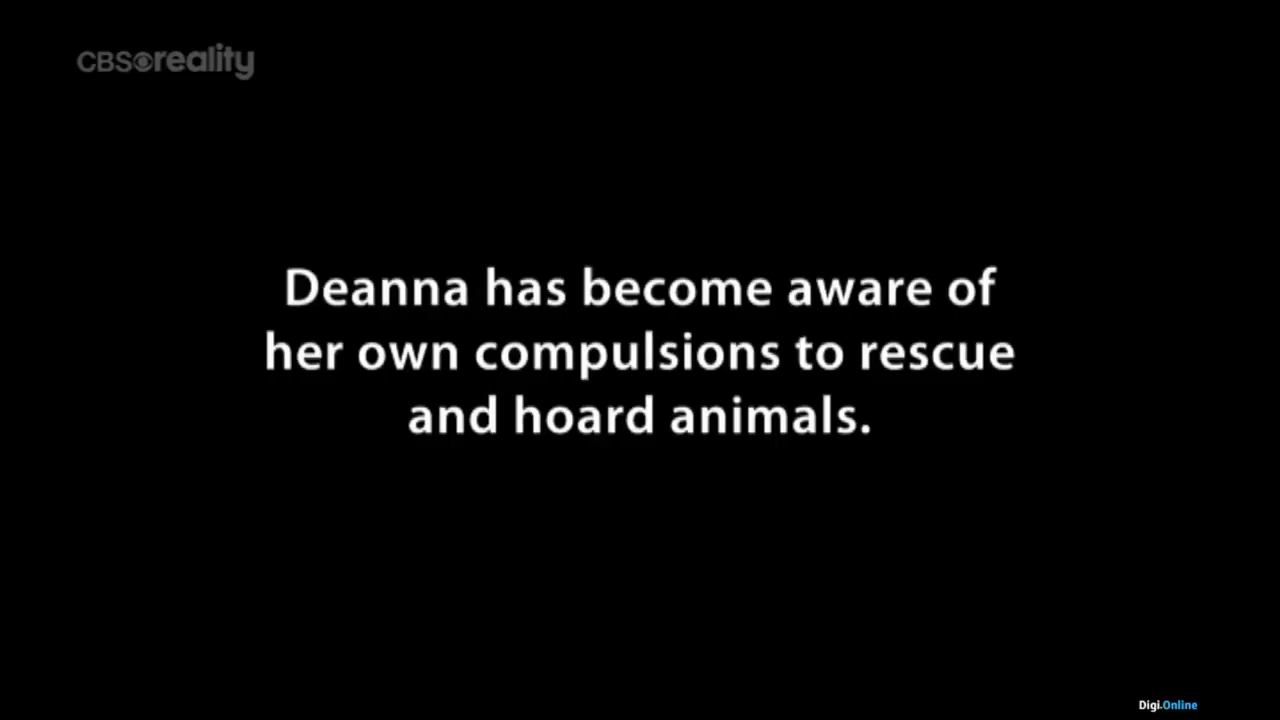 CBS reality
Deanna has become aware of
her own compulsions to rescue
and hoard animals.
Digi.Online